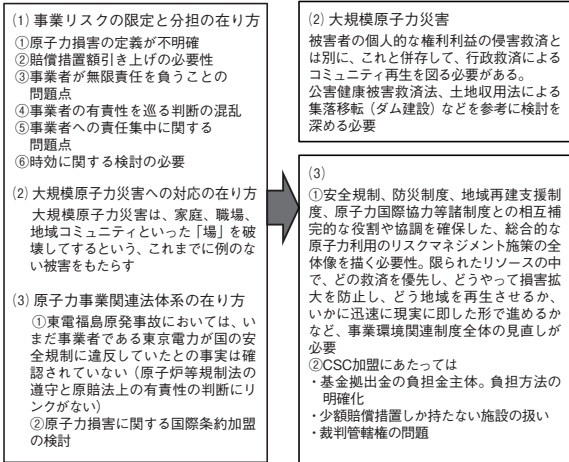 (1) 事業リスクの限定と分担の在り方
①原子力損害の定義が不明確
②賠償措置額引き上げの必要性
③事業者が無限責任を負うことの
問題点
④事業者の有責性を巡る判断の混乱
⑤事業者への責任集中に関する
問題点
⑥時効に関する検討の必要
(2) 大規模原子力災害への対応の在り方
大規模原子力災害は、家庭、職場、
地域コミュニティといった「場」を破
壊してするという、これまでに例のな
い被害をもたらす
(3) 原子力事業関連法体系の在り方
①東電福島原発事故においては、い
まだ事業者である東京電力が国の安
全規制に違反していたとの事実は確
認されていない（原子炉等規制法の
遵守と原賠法上の有責性の判断にリ
ンクがない）
②原子力損害に関する国際条約加盟
の検討
(2) 大規模原子力災害
被害者の個人的な権利利益の侵害救済と
は別に、これと併存して、行政救済による
コミュニティ再生を図る必要がある。
公害健康被害救済法、土地収用法による
集落移転（ダム建設）などを参考に検討を
深める必要
(3)
①安全規制、防災制度、地域再建支援制
度、原子力国際協力等諸制度との相互補
完的な役割や協調を確保した、総合的な
原子力利用のリスクマネジメント施策の全
体像を描く必要性。限られたリソースの中
で、どの救済を優先し、どうやって損害拡
大を防止し、どう地域を再生させるか、
いかに迅速に現実に即した形で進めるか
など、事業環境関連制度全体の見直しが
必要
②CSC加盟にあたっては
・基金拠出金の負担金主体。負担方法の
明確化
・少額賠償措置しか持たない施設の扱い
・裁判管轄権の問題